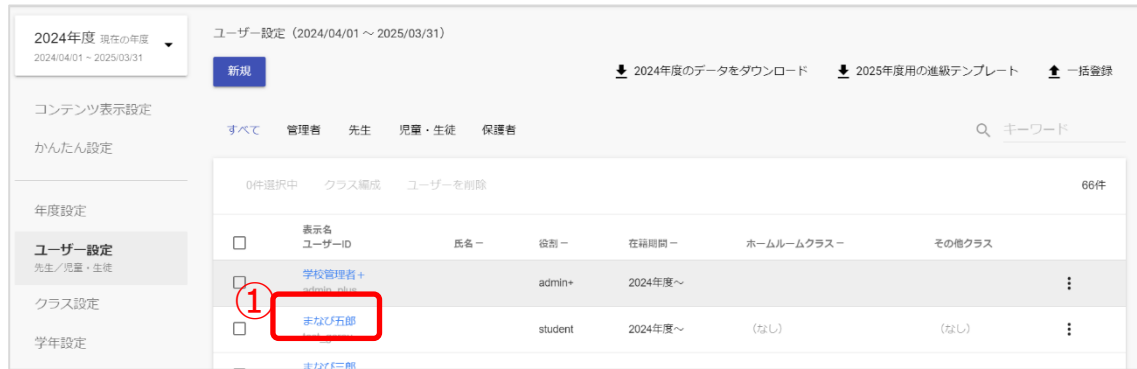 2024年度 現在の年度
2024/04/01 ~ 2025/03/31
コンテンツ表示設定
かんたん設定
年度設定
ユーザー設定
先生／児童・生徒
クラス設定
学年設定
ユーザー設定（2024/04/01 ～ 2025/03/31）
新規
2024年度のデータをダウンロード 2025年度用の進級テンプレート 一括登録
すべて 管理者 先生 児童・生徒 保護者
キーワード
0件選択中 クラス編成 ユーザーを削除 66件
表示名
ユーザーID 氏名 役割 在籍期間 ホームルームクラス その他クラス
学校管理者+
admin_plus admin+ 2024年度～
①
まなび五郎
student 2024年度～ （なし） （なし）
まなび三郎